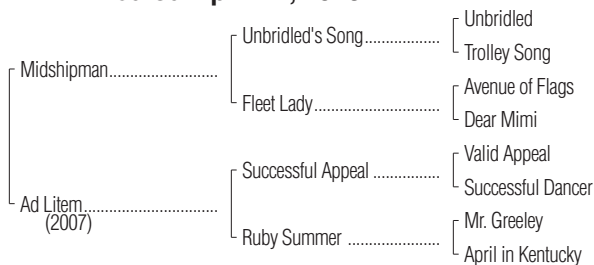 Unbridled
Unbridled's Song
Trolley Song
Midshipman
Avenue of Flags
Fleet Lady
Dear Mimi
Valid Appeal
Successful Appeal
Successful Dancer
Ad Litem
(2007)
Mr. Greeley
Ruby Summer
April in Kentucky